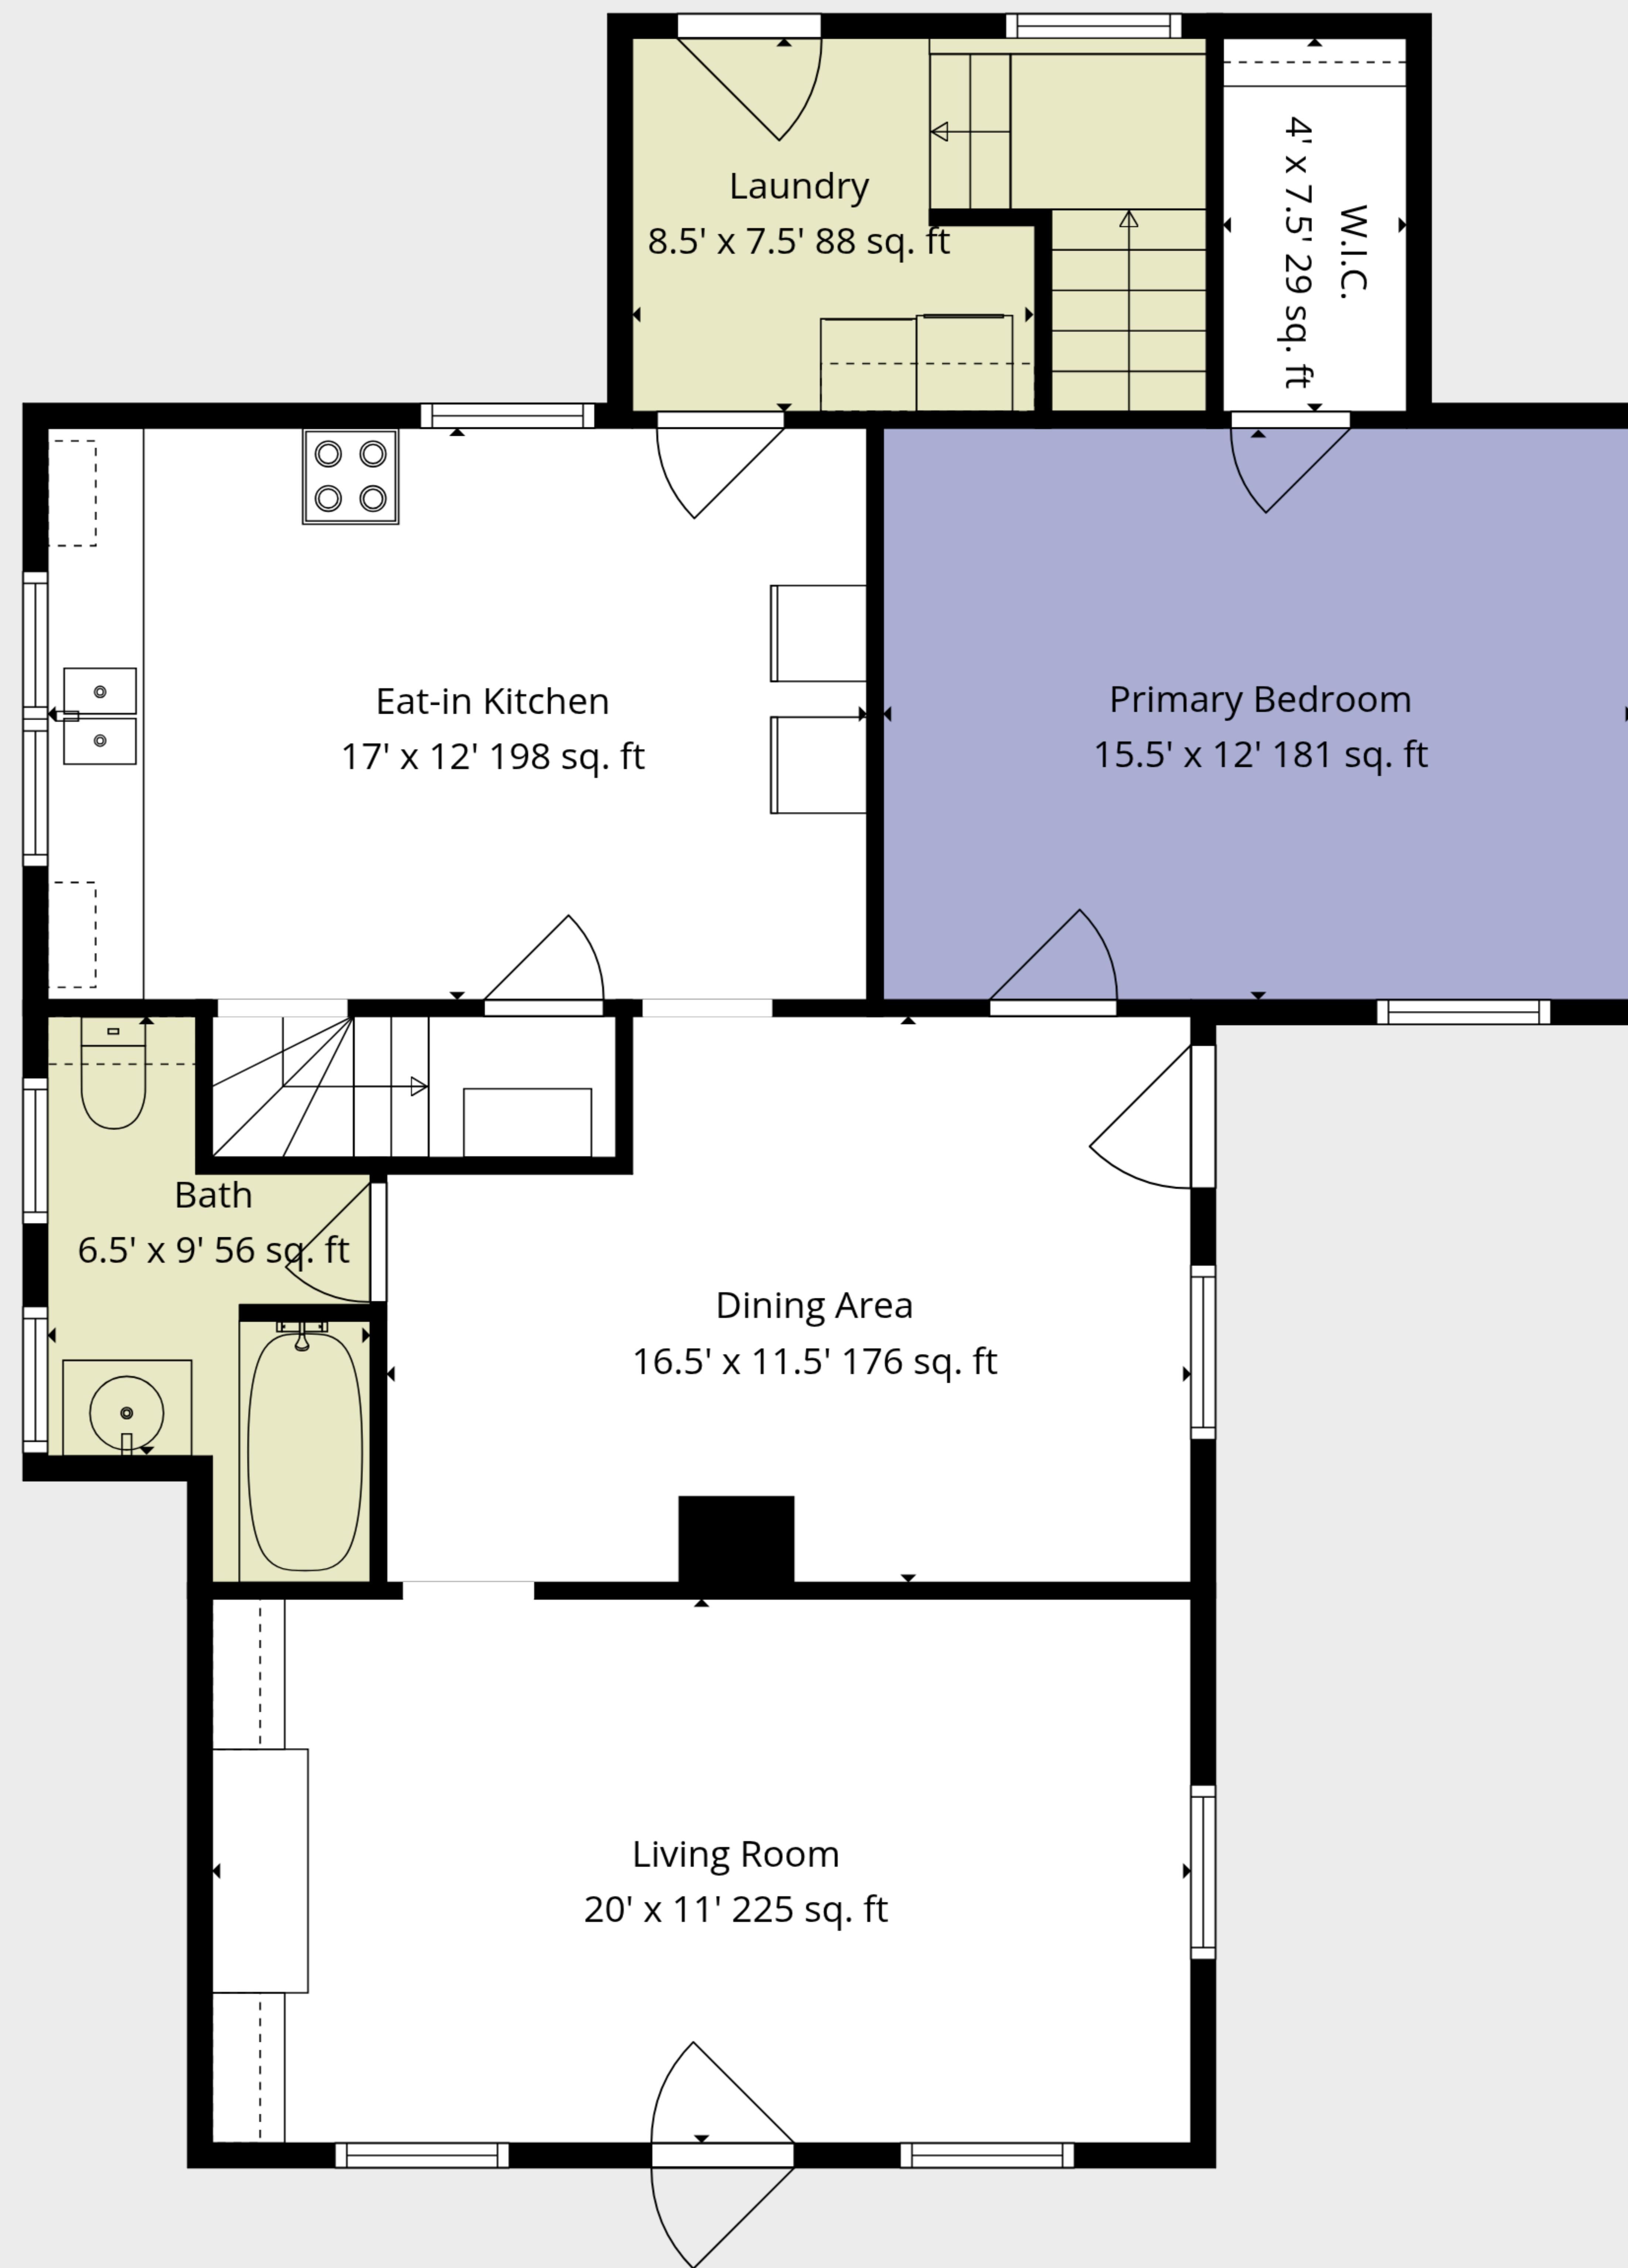 Laundry
8.5' x 7.5' 88 sq. ft
W.I.C.
4' x 7.5' 29 sq. ft
Eat-in Kitchen
17' x 12' 198 sq. ft
Primary Bedroom
15.5' x 12' 181 sq. ft
Bath
6.5' x 9' 56 sq. ft
Dining Area
16.5' x 11.5' 176 sq. ft
Living Room
20' x 11' 225 sq. ft